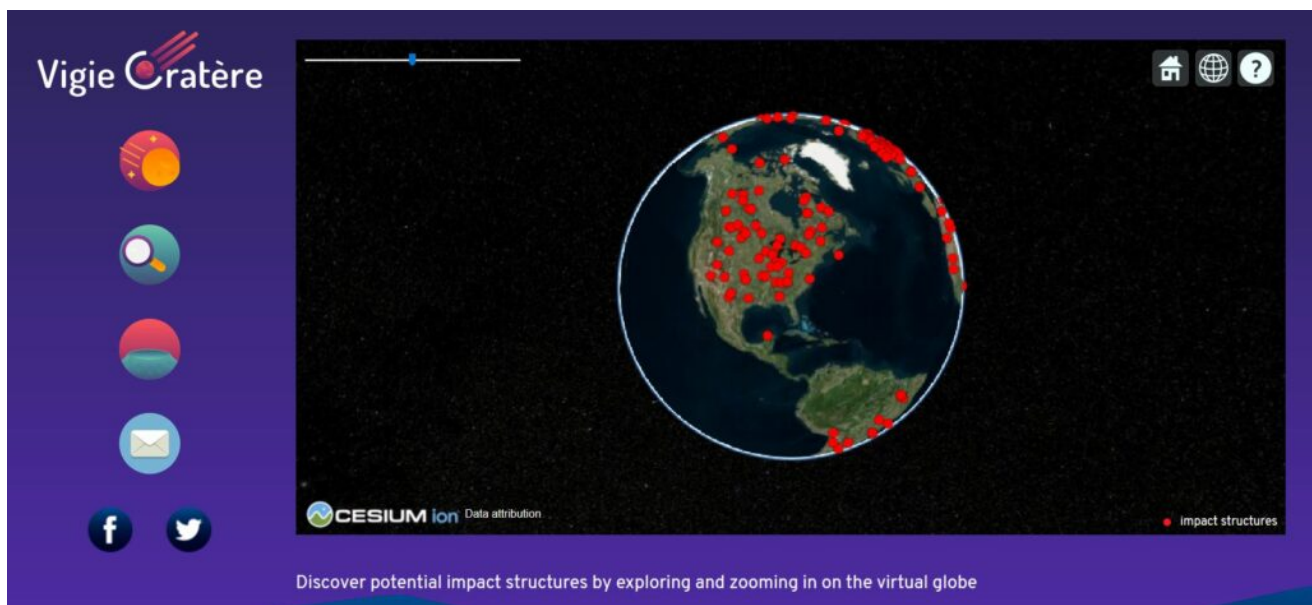 Vigie Cratère
?
CESIUM ion Data attribution
impact structures
f
Discover potential impact structures by exploring and zooming in on the virtual globe